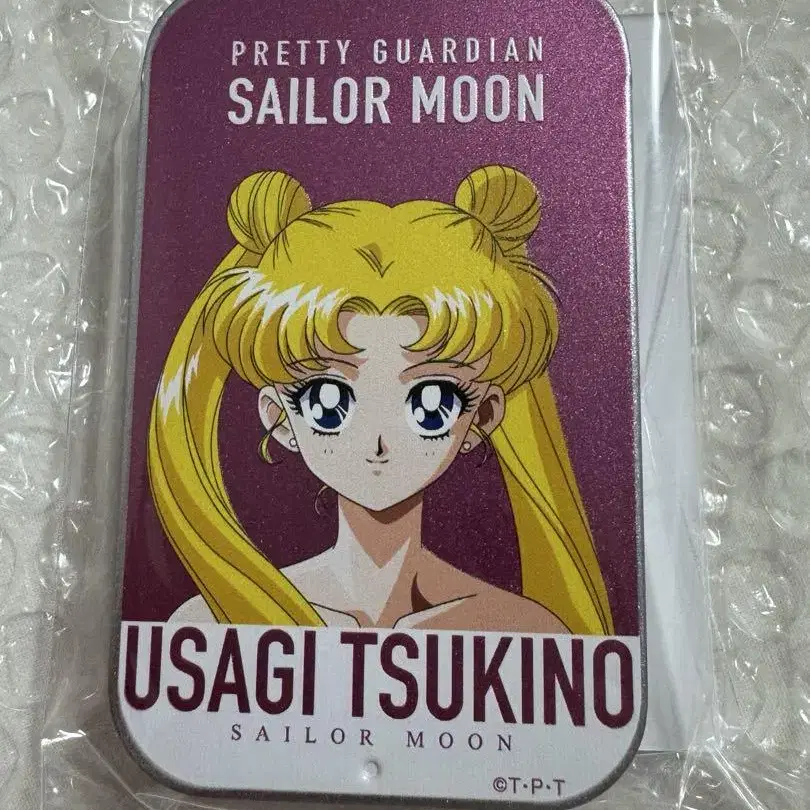 PRETTY GUARDIAN
SAILOR MOON
USAGI TSUKINO
SAILOR MOON
©T・P・T